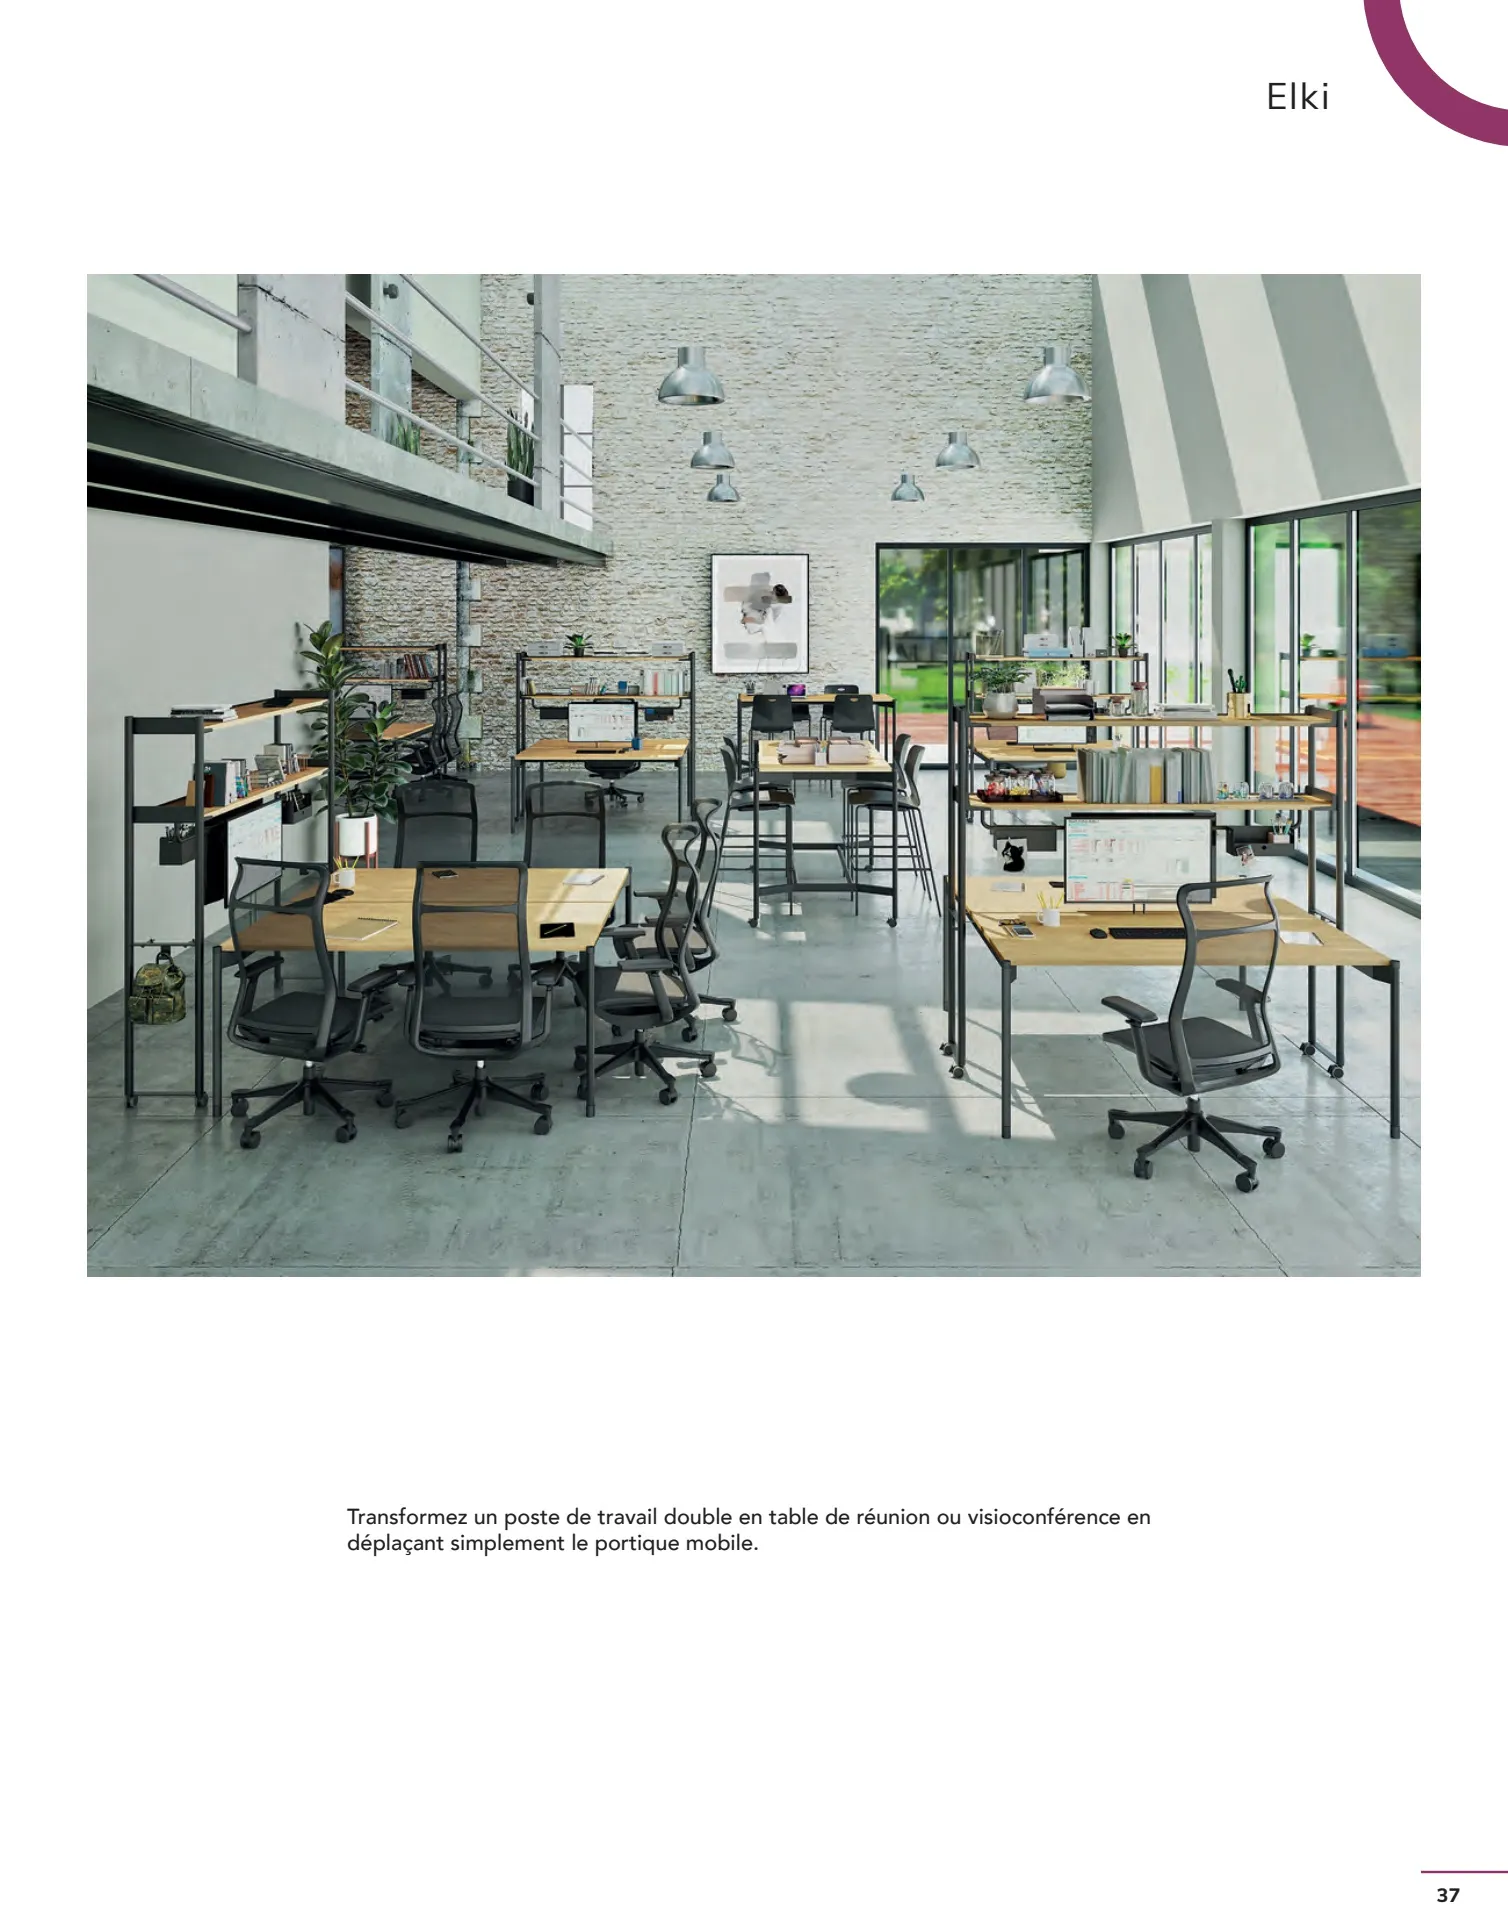 Elki
Transformez un poste de travail double en table de réunion ou visioconférence en
déplaçant simplement le portique mobile.
37